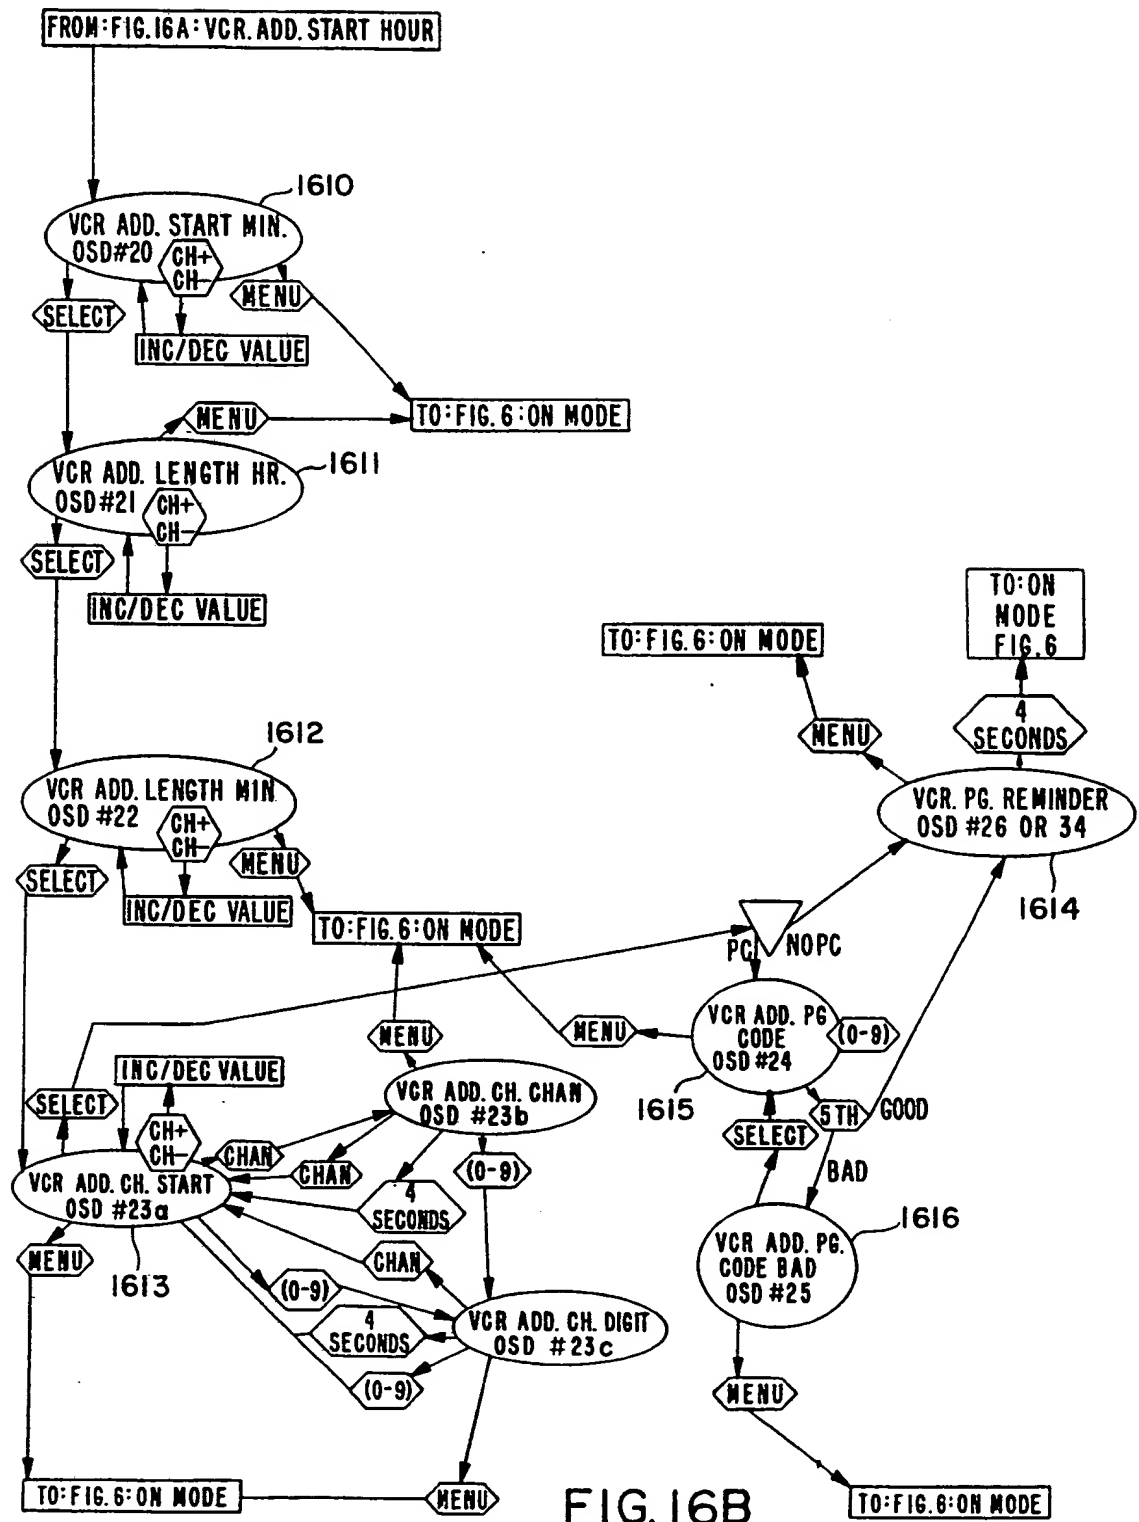 FROM:FIG.16A:VCR.ADD.START HOUR
1610
VCR ADD. START MIN.
OSD#20
CH+
CH-
MENU
SELECT
INC/DEC VALUE
MENU
TO:FIG.6:ON MODE
1611
VCR ADD. LENGTH HR.
OSD#21
CH+
CH-
SELECT
INC/DEC VALUE
TO:ON
MODE
FIG.6
TO:FIG.6:ON MODE
4
SECONDS
MENU
1612
VCR ADD. LENGTH MIN
OSD #22
CH+
CH-
MENU
SELECT
INC/DEC VALUE
VCR. PG. REMINDER
OSD #26 OR 34
1614
TO:FIG.6:ON MODE
PC
NO PC
MENU
MENU
VCR ADD. PG
CODE
OSD #24
(0-9)
1615
INC/DEC VALUE
SELECT
CH+
CH-
VCR ADD. CH. CHAN
OSD #23b
5TH
GOOD
SELECT
BAD
CHAN
CHAN
(0-9)
VCR ADD. CH. START
OSD #23a
4
SECONDS
1616
VCR ADD. PG.
CODE BAD
OSD #25
MENU
1613
CHAN
(0-9)
4
SECONDS
VCR ADD. CH. DIGIT
OSD #23c
(0-9)
MENU
TO:FIG.6:ON MODE
MENU
FIG. 16B
TO:FIG.6:ON MODE